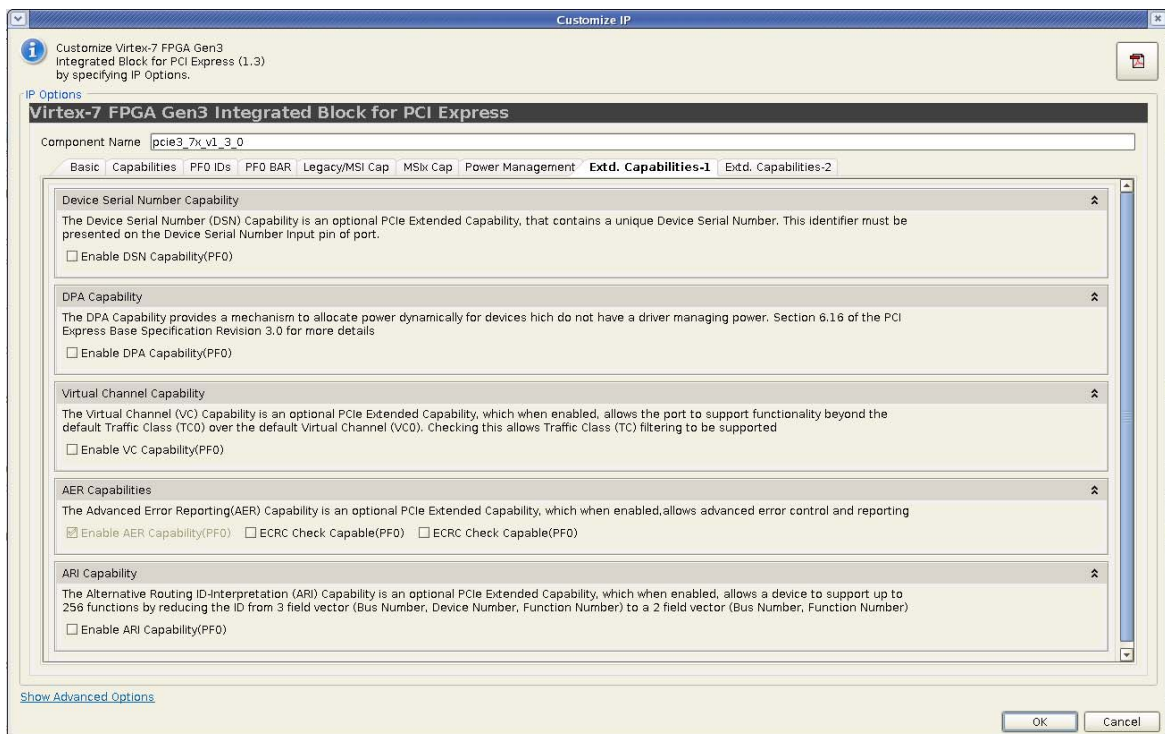 Customize IP
Customize Virtex-7 FPGA Gen3
Integrated Block for PCI Express (1.3)
by specifying IP Options.
IP Options
Virtex-7 FPGA Gen3 Integrated Block for PCI Express
Component Name pcie3_7x_v1_3_0
Basic Capabilities PF0 IDs PF0 BAR Legacy/MSI Cap MSIx Cap Power Management Extd. Capabilities-1 Extd. Capabilities-2
Device Serial Number Capability
The Device Serial Number (DSN) Capability is an optional PCIe Extended Capability, that contains a unique Device Serial Number. This identifier must be
presented on the Device Serial Number Input pin of port.
Enable DSN Capability(PF0)
DPA Capability
The DPA Capability provides a mechanism to allocate power dynamically for devices hich do not have a driver managing power. Section 6.16 of the PCI
Express Base Specification Revision 3.0 for more details
Enable DPA Capability(PF0)
Virtual Channel Capability
The Virtual Channel (VC) Capability is an optional PCIe Extended Capability, which when enabled, allows the port to support functionality beyond the
default Traffic Class (TC0) over the default Virtual Channel (VC0). Checking this allows Traffic Class (TC) filtering to be supported
Enable VC Capability(PF0)
AER Capabilities
The Advanced Error Reporting(AER) Capability is an optional PCIe Extended Capability, which when enabled,allows advanced error control and reporting
Enable AER Capability(PF0) ECRC Check Capable(PF0) ECRC Check Capable(PF0)
ARI Capability
The Alternative Routing ID-Interpretation (ARI) Capability is an optional PCIe Extended Capability, which when enabled, allows a device to support up to
256 functions by reducing the ID from 3 field vector (Bus Number, Device Number, Function Number) to a 2 field vector (Bus Number, Function Number)
Enable ARI Capability(PF0)
Show Advanced Options
OK Cancel